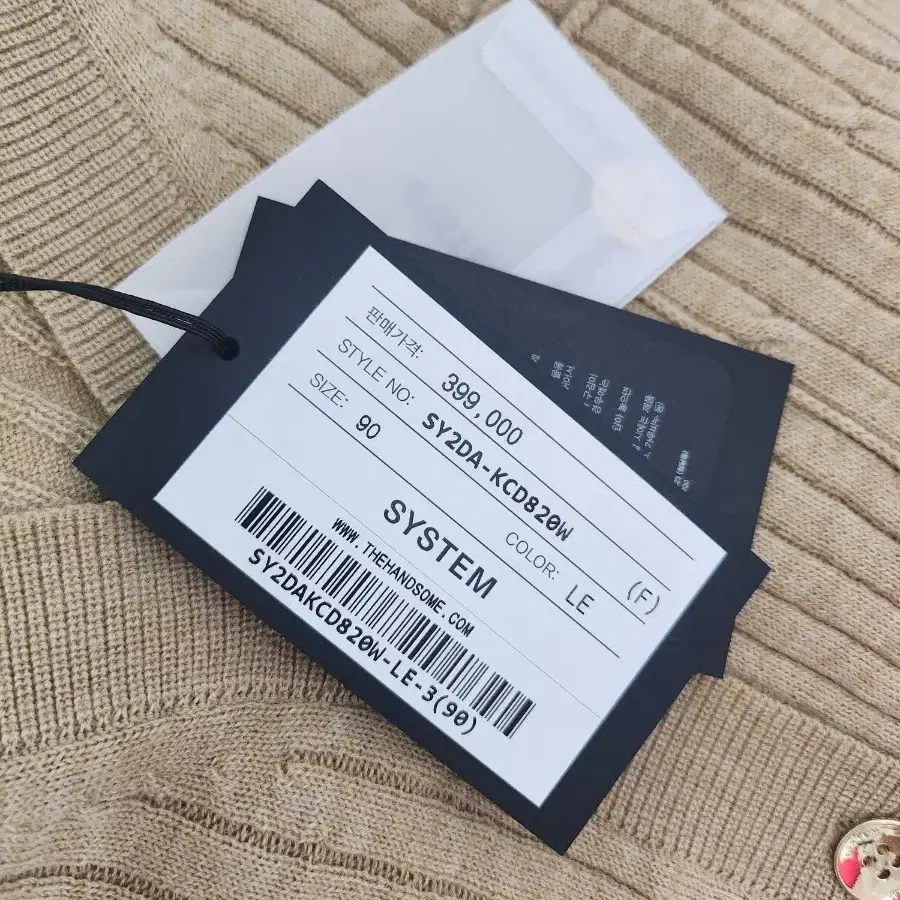 판매가격: 399,000
STYLE NO: SY2DA-KCD820W (F)
SIZE: 90 COLOR: LE
SYSTEM
WWW.THEHANDSOME.COM
SY2DAKCD820W-LE-3(90)